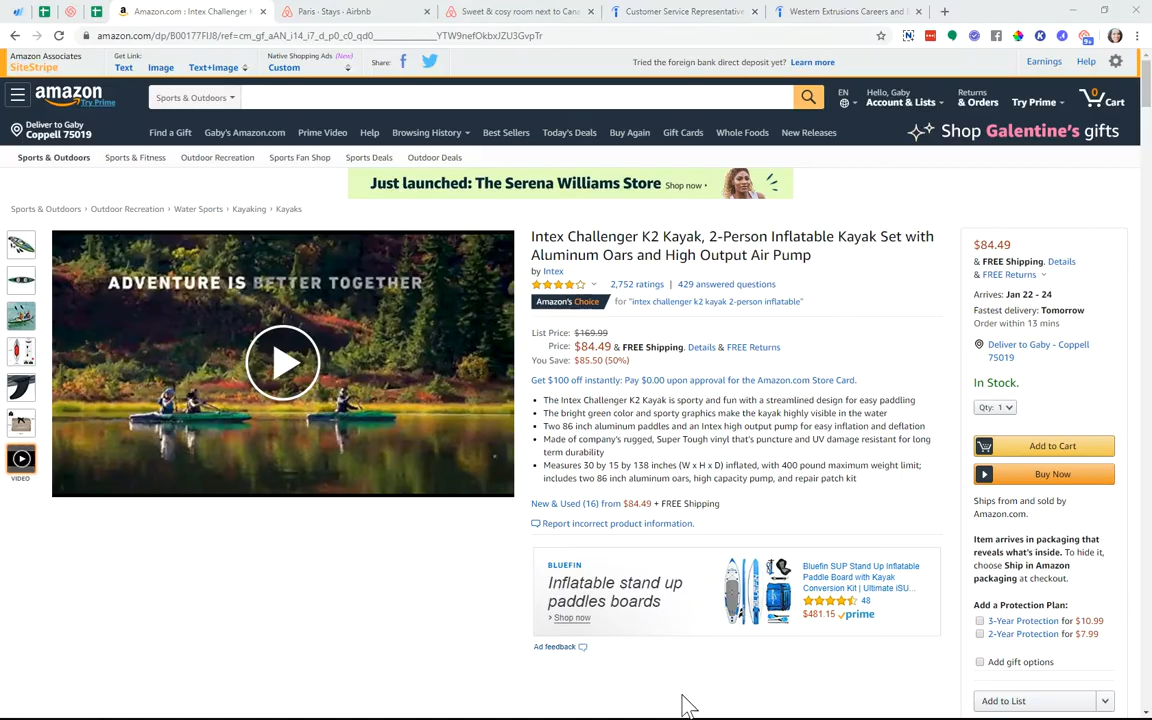 Amazon.com : Intex Challenger K
Paris · Stays · Airbnb
Sweet & cosy room next to Cana
Customer Service Representative
Western Extrusions Careers and E
amazon.com/dp/B00177FIJ8/ref=cm_gf_aAN_i14_i7_d_p0_c0_qd0____________YTW9nefOkbxJZU3GvpTr
Amazon Associates
SiteStripe
Get Link:
Text Image Text+Image
Native Shopping Ads (New)
Custom
Share:
Tried the foreign bank direct deposit yet? Learn more
Earnings Help
amazon
Try Prime
Sports & Outdoors
EN
Hello, Gaby
Account & Lists
Returns
& Orders
Try Prime
0
Cart
Deliver to Gaby
Coppell 75019
Find a Gift Gaby's Amazon.com Prime Video Help Browsing History Best Sellers Today's Deals Buy Again Gift Cards Whole Foods New Releases
Shop Galentine's gifts
Sports & Outdoors Sports & Fitness Outdoor Recreation Sports Fan Shop Sports Deals Outdoor Deals
Just launched: The Serena Williams Store Shop now ›
Sports & Outdoors › Outdoor Recreation › Water Sports › Kayaking › Kayaks
VIDEO
ADVENTURE IS BETTER TOGETHER
Intex Challenger K2 Kayak, 2-Person Inflatable Kayak Set with
Aluminum Oars and High Output Air Pump
by Intex
2,752 ratings | 429 answered questions
Amazon's Choice for "intex challenger k2 kayak 2-person inflatable"
List Price: $169.99
Price: $84.49 & FREE Shipping. Details & FREE Returns
You Save: $85.50 (50%)
Get $100 off instantly: Pay $0.00 upon approval for the Amazon.com Store Card.
• The Intex Challenger K2 Kayak is sporty and fun with a streamlined design for easy paddling
• The bright green color and sporty graphics make the kayak highly visible in the water
• Two 86 inch aluminum paddles and an Intex high output pump for easy inflation and deflation
• Made of company's rugged, Super Tough vinyl that's puncture and UV damage resistant for long
term durability
• Measures 30 by 15 by 138 inches (W x H x D) inflated, with 400 pound maximum weight limit;
includes two 86 inch aluminum oars, high capacity pump, and repair patch kit
New & Used (16) from $84.49 + FREE Shipping
Report incorrect product information.
BLUEFIN
Inflatable stand up
paddles boards
› Shop now
Bluefin SUP Stand Up Inflatable
Paddle Board with Kayak
Conversion Kit | Ultimate iSU...
48
$481.15 prime
Ad feedback
$84.49
& FREE Shipping. Details
& FREE Returns
Arrives: Jan 22 - 24
Fastest delivery: Tomorrow
Order within 13 mins
Deliver to Gaby - Coppell
75019
In Stock.
Qty: 1
Add to Cart
Buy Now
Ships from and sold by
Amazon.com.
Item arrives in packaging that
reveals what's inside. To hide it,
choose Ship in Amazon
packaging at checkout.
Add a Protection Plan:
3-Year Protection for $10.99
2-Year Protection for $7.99
Add gift options
Add to List